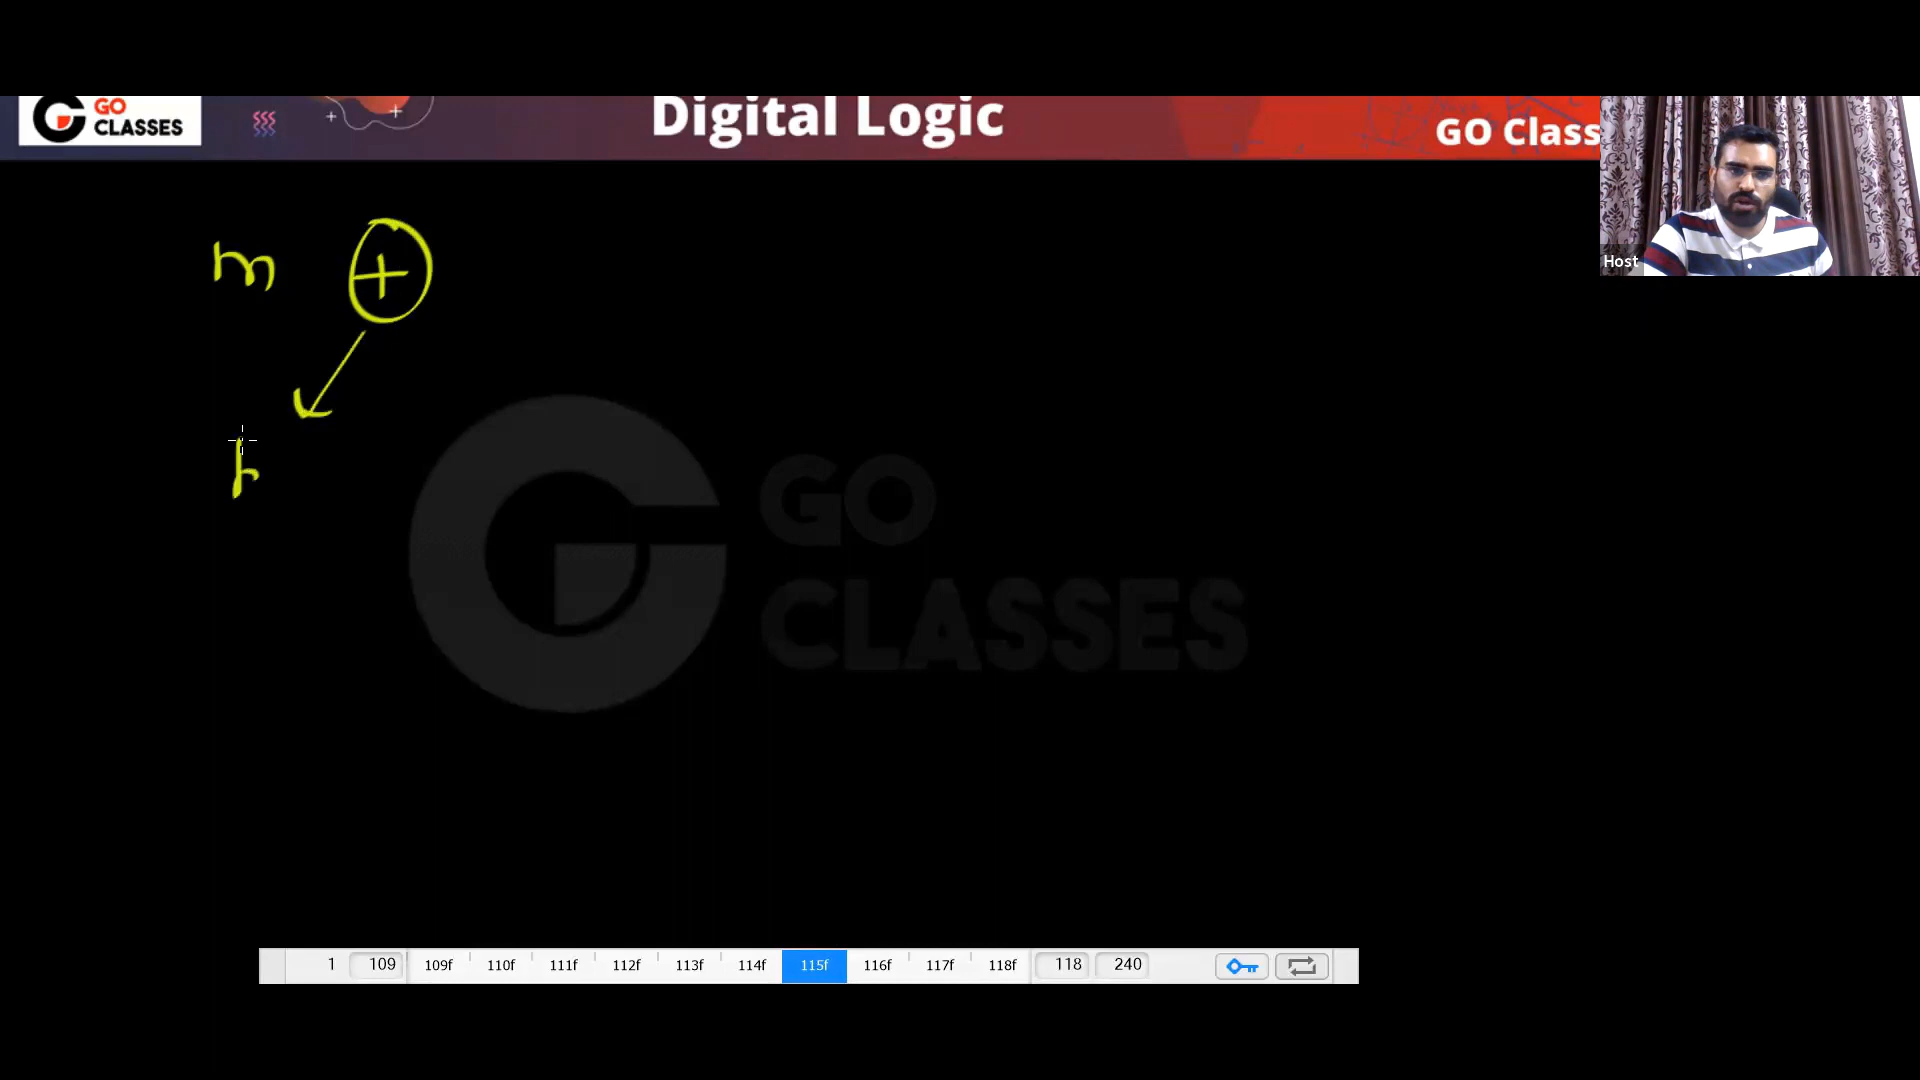 GO CLASSES
Digital Logic
GO Class
Host
m ⊕
GO
CLASSES
1 109 109f 110f 111f 112f 113f 114f 115f 116f 117f 118f 118 240